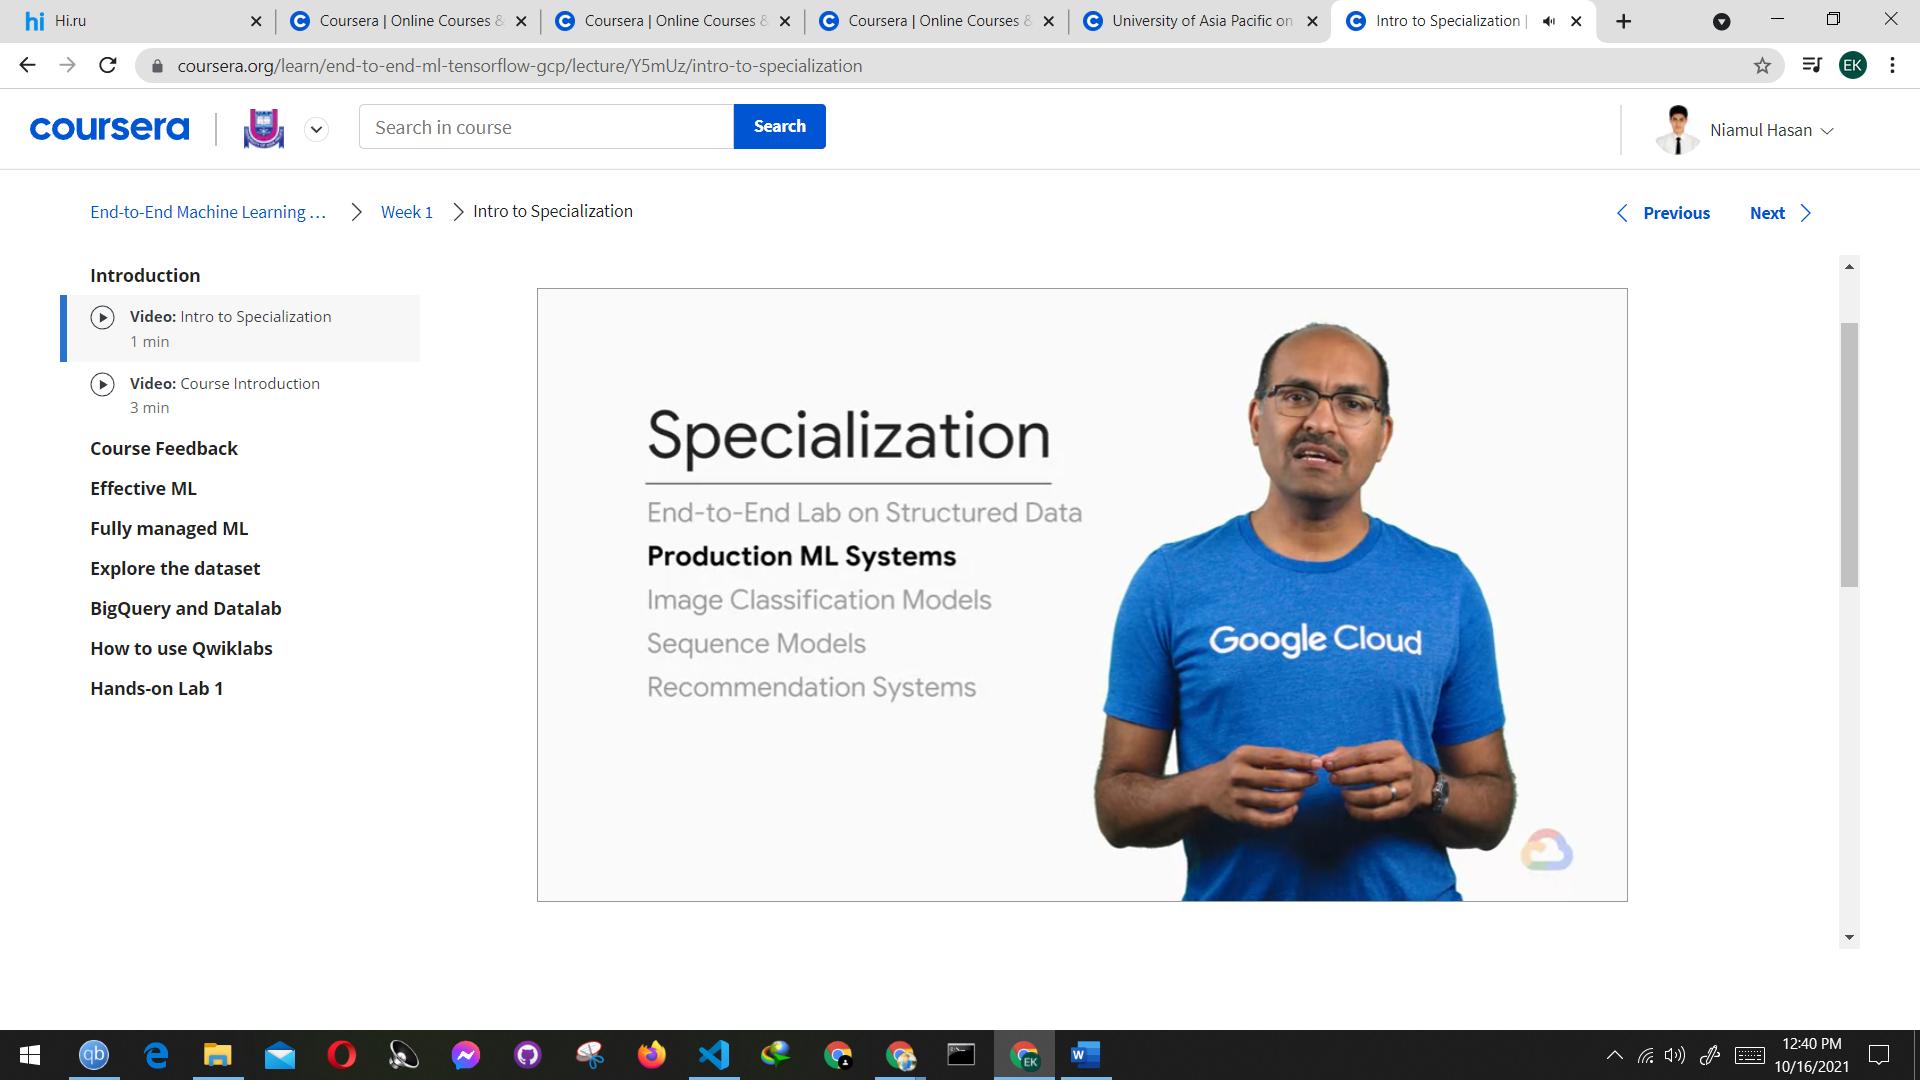 Hi.ru
Coursera | Online Courses &
Coursera | Online Courses &
Coursera | Online Courses &
University of Asia Pacific on
Intro to Specialization |
coursera.org/learn/end-to-end-ml-tensorflow-gcp/lecture/Y5mUz/intro-to-specialization
EK
coursera
Search in course
Search
Niamul Hasan
End-to-End Machine Learning …
Week 1
Intro to Specialization
Previous
Next
Introduction
Video: Intro to Specialization
1 min
Video: Course Introduction
3 min
Course Feedback
Effective ML
Fully managed ML
Explore the dataset
BigQuery and Datalab
How to use Qwiklabs
Hands-on Lab 1
Specialization
End-to-End Lab on Structured Data
Production ML Systems
Image Classification Models
Sequence Models
Recommendation Systems
Google Cloud
12:40 PM
10/16/2021